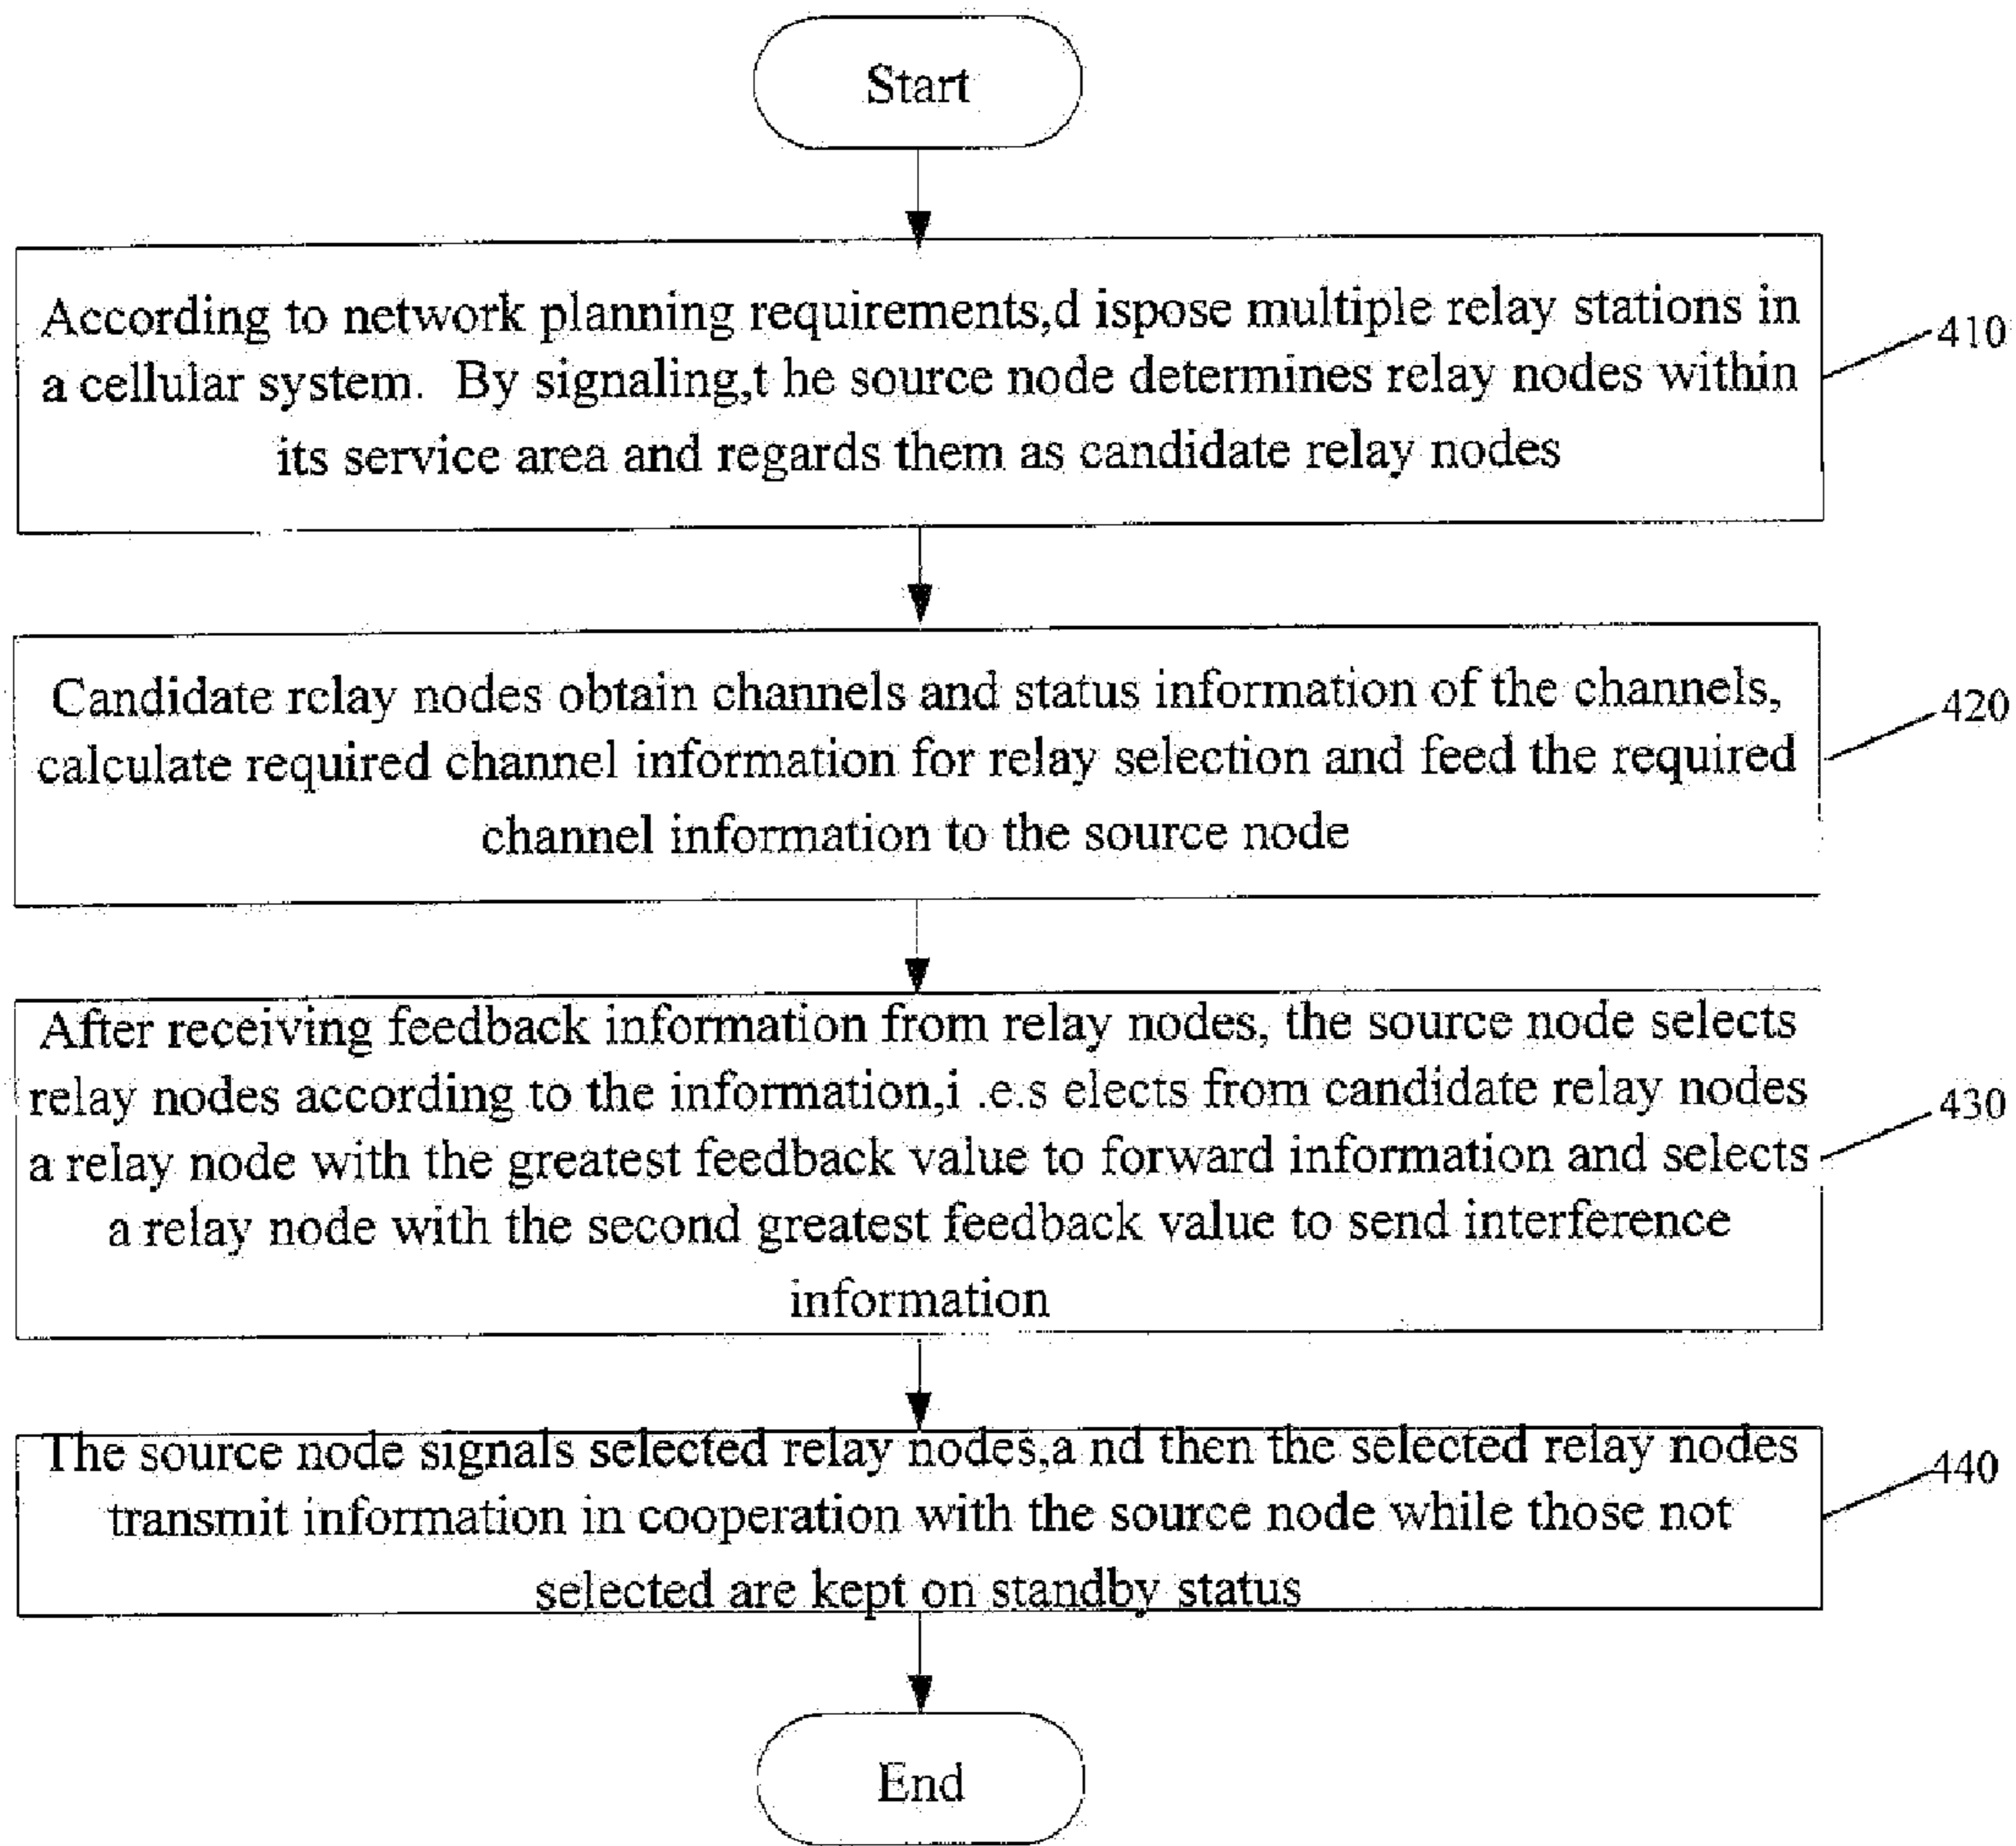 Start
According to network planning requirements,d ispose multiple relay stations in
a cellular system. By signaling,t he source node determines relay nodes within
its service area and regards them as candidate relay nodes
410
Candidate relay nodes obtain channels and status information of the channels,
calculate required channel information for relay selection and feed the required
channel information to the source node
420
After receiving feedback information from relay nodes, the source node selects
relay nodes according to the information,i .e.s elects from candidate relay nodes
a relay node with the greatest feedback value to forward information and selects
a relay node with the second greatest feedback value to send interference
information
430
The source node signals selected relay nodes,a nd then the selected relay nodes
transmit information in cooperation with the source node while those not
selected are kept on standby status
440
End